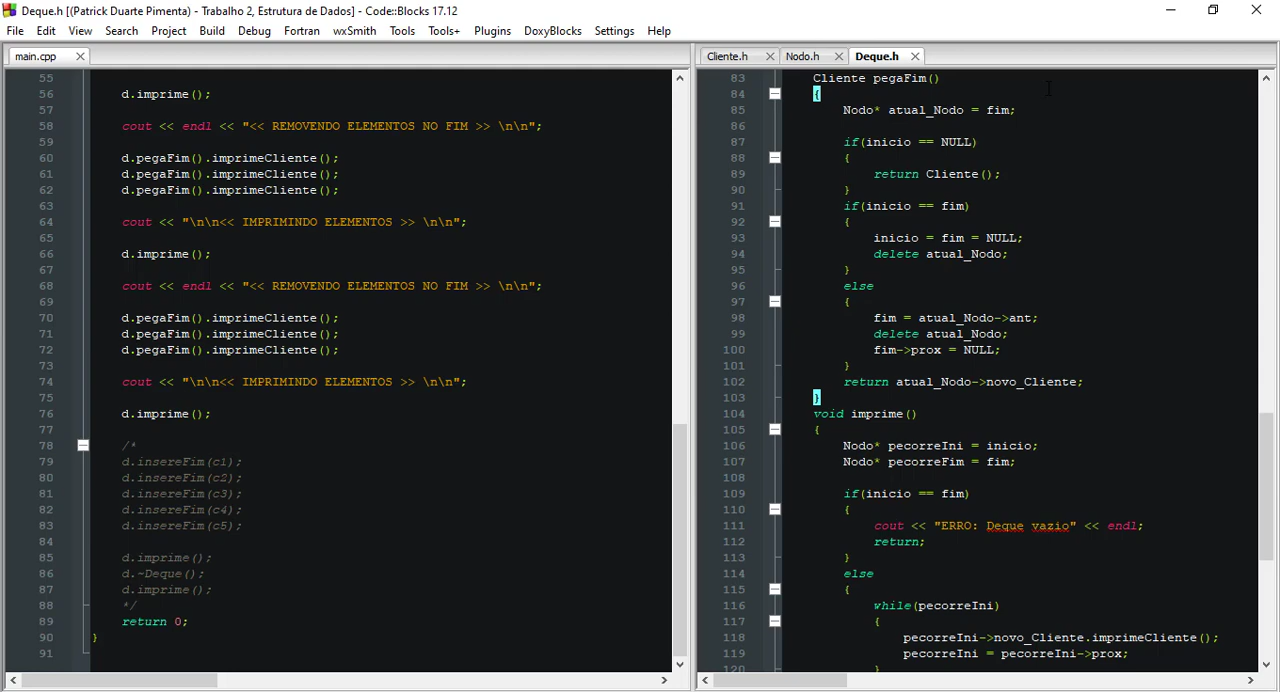 Deque.h [(Patrick Duarte Pimenta) - Trabalho 2, Estrutura de Dados] - Code::Blocks 17.12
File Edit View Search Project Build Debug Fortran wxSmith Tools Tools+ Plugins DoxyBlocks Settings Help
main.cpp
55
56 d.imprime();
57
58 cout << endl << "<< REMOVENDO ELEMENTOS NO FIM >> \n\n";
59
60 d.pegaFim().imprimeCliente();
61 d.pegaFim().imprimeCliente();
62 d.pegaFim().imprimeCliente();
63
64 cout << "\n\n<< IMPRIMINDO ELEMENTOS >> \n\n";
65
66 d.imprime();
67
68 cout << endl << "<< REMOVENDO ELEMENTOS NO FIM >> \n\n";
69
70 d.pegaFim().imprimeCliente();
71 d.pegaFim().imprimeCliente();
72 d.pegaFim().imprimeCliente();
73
74 cout << "\n\n<< IMPRIMINDO ELEMENTOS >> \n\n";
75
76 d.imprime();
77
78 /*
79 d.insereFim(c1);
80 d.insereFim(c2);
81 d.insereFim(c3);
82 d.insereFim(c4);
83 d.insereFim(c5);
84
85 d.imprime();
86 d.~Deque();
87 d.imprime();
88 */
89 return 0;
90 }
91
Cliente.h Nodo.h Deque.h
83 Cliente pegaFim()
84 {
85 Nodo* atual_Nodo = fim;
86
87 if(inicio == NULL)
88 {
89 return Cliente();
90 }
91 if(inicio == fim)
92 {
93 inicio = fim = NULL;
94 delete atual_Nodo;
95 }
96 else
97 {
98 fim = atual_Nodo->ant;
99 delete atual_Nodo;
100 fim->prox = NULL;
101 }
102 return atual_Nodo->novo_Cliente;
103 }
104 void imprime()
105 {
106 Nodo* pecorreIni = inicio;
107 Nodo* pecorreFim = fim;
108
109 if(inicio == fim)
110 {
111 cout << "ERRO: Deque vazio" << endl;
112 return;
113 }
114 else
115 {
116 while(pecorreIni)
117 {
118 pecorreIni->novo_Cliente.imprimeCliente();
119 pecorreIni = pecorreIni->prox;
120 }